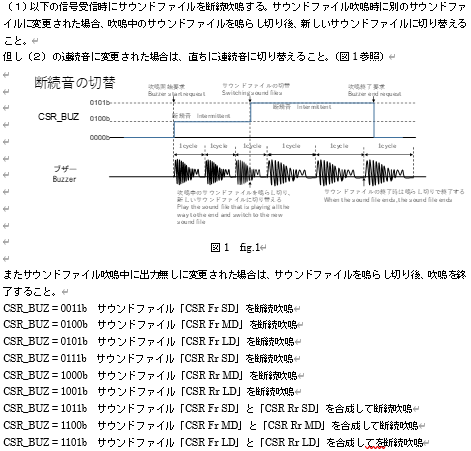 （１）以下の信号受信時にサウンドファイルを断続吹鳴する。サウンドファイル吹鳴時に別のサウンドファ
イルに変更された場合、吹鳴中のサウンドファイルを鳴らし切り後、新しいサウンドファイルに切り替える
こと。
但し（２）の連続音に変更された場合は、直ちに連続音に切り替えること。（図１参照）
断続音の切替
吹鳴開始要求
Buzzer start request
サウンドファイルの切替
Switching sound files
吹鳴終了要求
Buzzer end request
CSR_BUZ
0101b
0100b
0000b
断続音 Intermittent
断続音 Intermittent
1cycle 1cycle 1cycle 1cycle 1cycle
ブザー
Buzzer
吹鳴中のサウンドファイルを鳴らし切り、
新しいサウンドファイルに切り替える
Play the sound file that is playing all the
way to the end and switch to the new
sound file
サウンドファイルの終了時は鳴らし切りで終了する
When the sound file ends, the sound file ends
図１ fig.1
またサウンドファイル吹鳴中に出力無しに変更された場合は、サウンドファイルを鳴らし切り後、吹鳴を終
了すること。
CSR_BUZ = 0011b サウンドファイル「CSR Fr SD」を断続吹鳴
CSR_BUZ = 0100b サウンドファイル「CSR Fr MD」を断続吹鳴
CSR_BUZ = 0101b サウンドファイル「CSR Fr LD」を断続吹鳴
CSR_BUZ = 0111b サウンドファイル「CSR Rr SD」を断続吹鳴
CSR_BUZ = 1000b サウンドファイル「CSR Rr MD」を断続吹鳴
CSR_BUZ = 1001b サウンドファイル「CSR Rr LD」を断続吹鳴
CSR_BUZ = 1011b サウンドファイル「CSR Fr SD」と「CSR Rr SD」を合成して断続吹鳴
CSR_BUZ = 1100b サウンドファイル「CSR Fr MD」と「CSR Rr MD」を合成して断続吹鳴
CSR_BUZ = 1101b サウンドファイル「CSR Fr LD」と「CSR Rr LD」を合成してを断続吹鳴